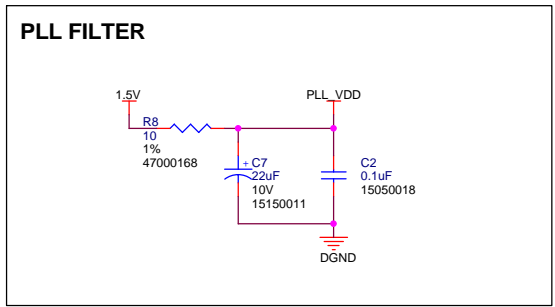 PLL FILTER
1.5V
PLL_VDD
R8
10
1%
47000168
+ C7
22uF
10V
15150011
C2
0.1uF
15050018
DGND